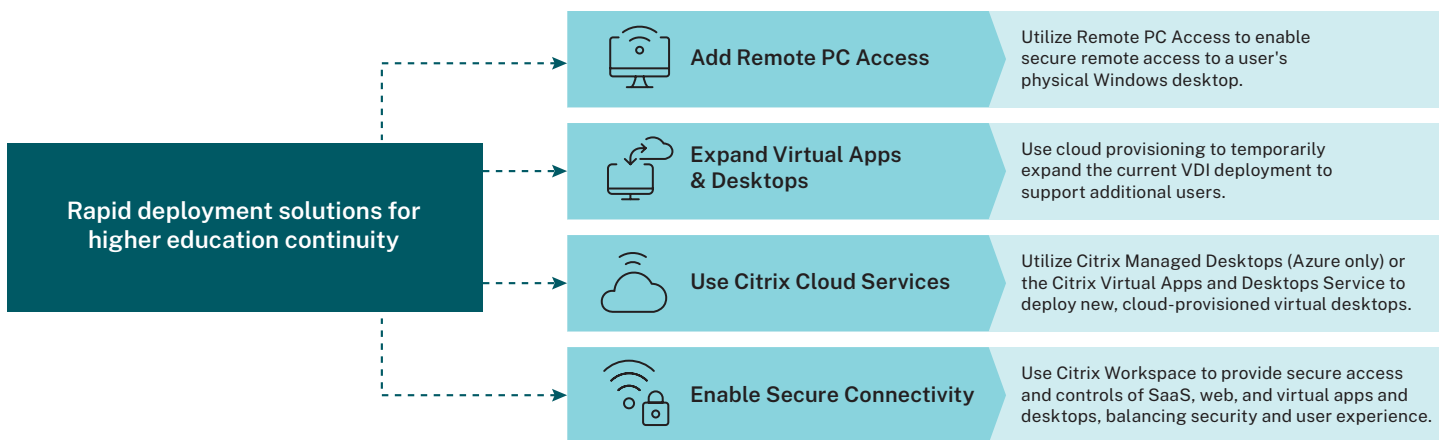 Rapid deployment solutions for
higher education continuity
Add Remote PC Access
Utilize Remote PC Access to enable
secure remote access to a user's
physical Windows desktop.
Expand Virtual Apps
& Desktops
Use cloud provisioning to temporarily
expand the current VDI deployment to
support additional users.
Use Citrix Cloud Services
Utilize Citrix Managed Desktops (Azure only) or
the Citrix Virtual Apps and Desktops Service to
deploy new, cloud-provisioned virtual desktops.
Enable Secure Connectivity
Use Citrix Workspace to provide secure access
and controls of SaaS, web, and virtual apps and
desktops, balancing security and user experience.